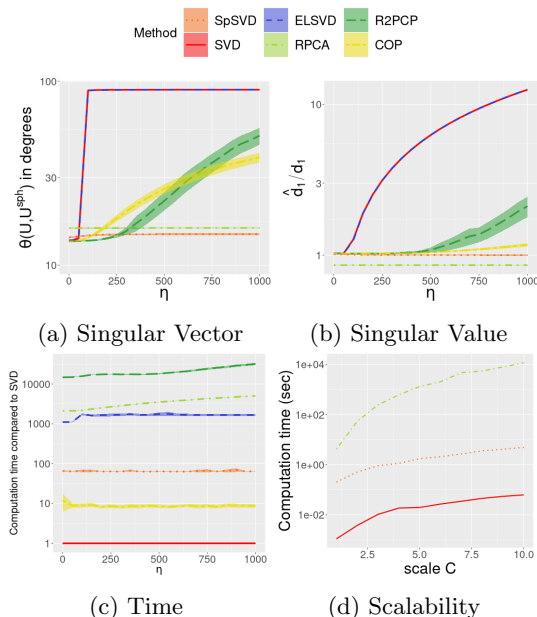 Method
SpSVD ELSVD R2PCP
SVD RPCA COP
θ(U,U^sph) in degrees
100
30
10
0 250 500 750 1000
η
(a) Singular Vector
d̂₁/d₁
10
3
1
0 250 500 750 1000
η
(b) Singular Value
Computation time compared to SVD
10000
1000
100
10
1
0 250 500 750 1000
η
(c) Time
Computation time (sec)
1e+04
1e+02
1e+00
1e-02
2.5 5.0 7.5 10.0
scale C
(d) Scalability